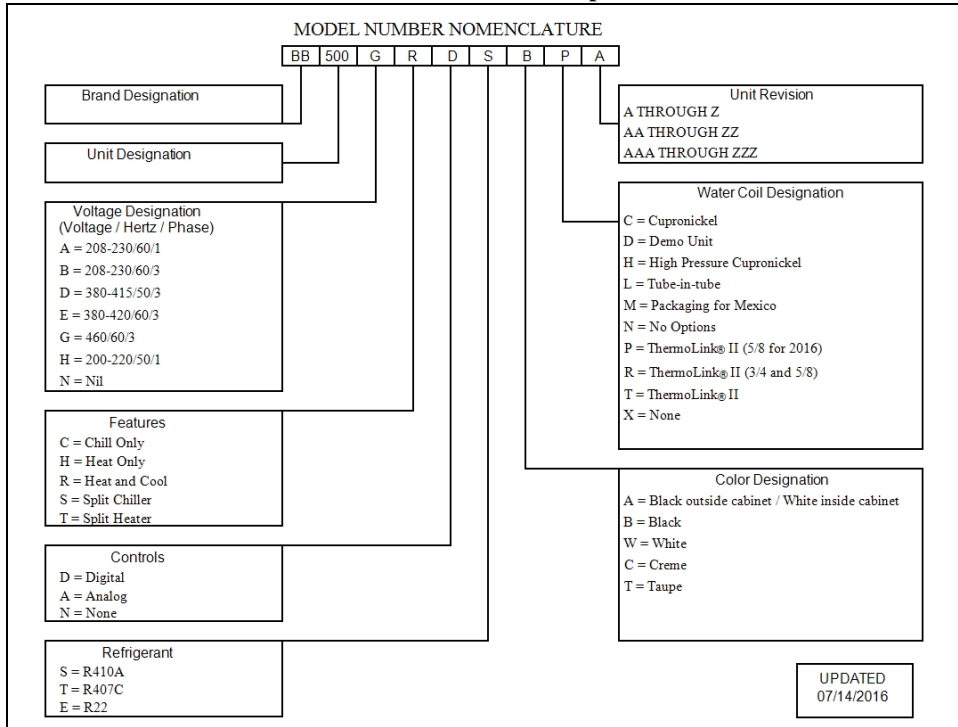 MODEL NUMBER NOMENCLATURE
BB 500 G R D S B P A
Brand Designation
Unit Designation
Voltage Designation
(Voltage / Hertz / Phase)
A = 208-230/60/1
B = 208-230/60/3
D = 380-415/50/3
E = 380-420/60/3
G = 460/60/3
H = 200-220/50/1
N = Nil
Features
C = Chill Only
H = Heat Only
R = Heat and Cool
S = Split Chiller
T = Split Heater
Controls
D = Digital
A = Analog
N = None
Refrigerant
S = R410A
T = R407C
E = R22
Unit Revision
A THROUGH Z
AA THROUGH ZZ
AAA THROUGH ZZZ
Water Coil Designation
C = Cupronickel
D = Demo Unit
H = High Pressure Cupronickel
L = Tube-in-tube
M = Packaging for Mexico
N = No Options
P = ThermoLink® II (5/8 for 2016)
R = ThermoLink® II (3/4 and 5/8)
T = ThermoLink® II
X = None
Color Designation
A = Black outside cabinet / White inside cabinet
B = Black
W = White
C = Creme
T = Taupe
UPDATED
07/14/2016